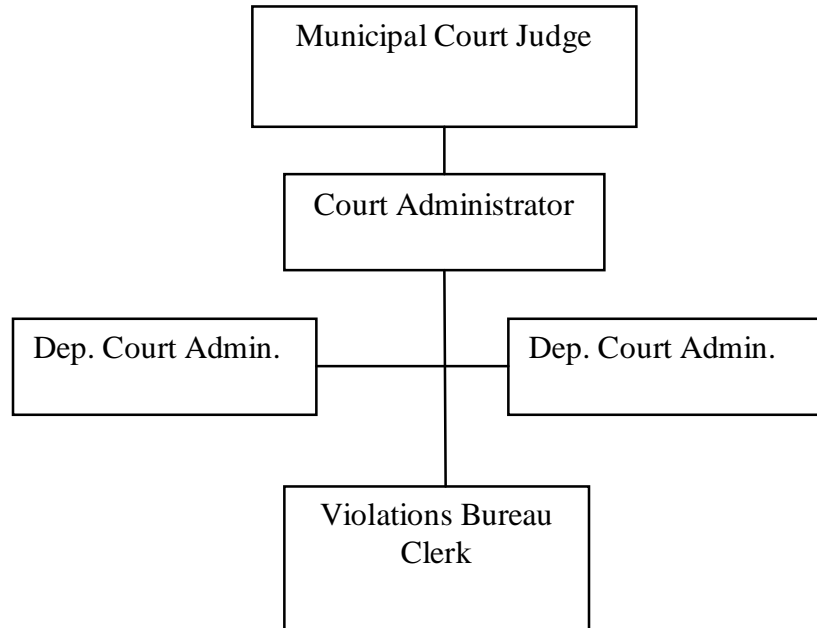 Municipal Court Judge
Court Administrator
Dep. Court Admin.
Dep. Court Admin.
Violations Bureau
Clerk